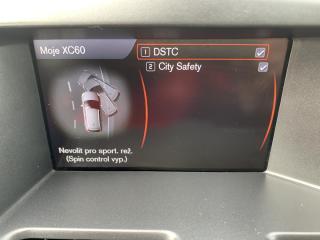 Moje XC60
1 DSTC
2 City Safety
Nevolit pro sport. rež.
(Spin control vyp.)